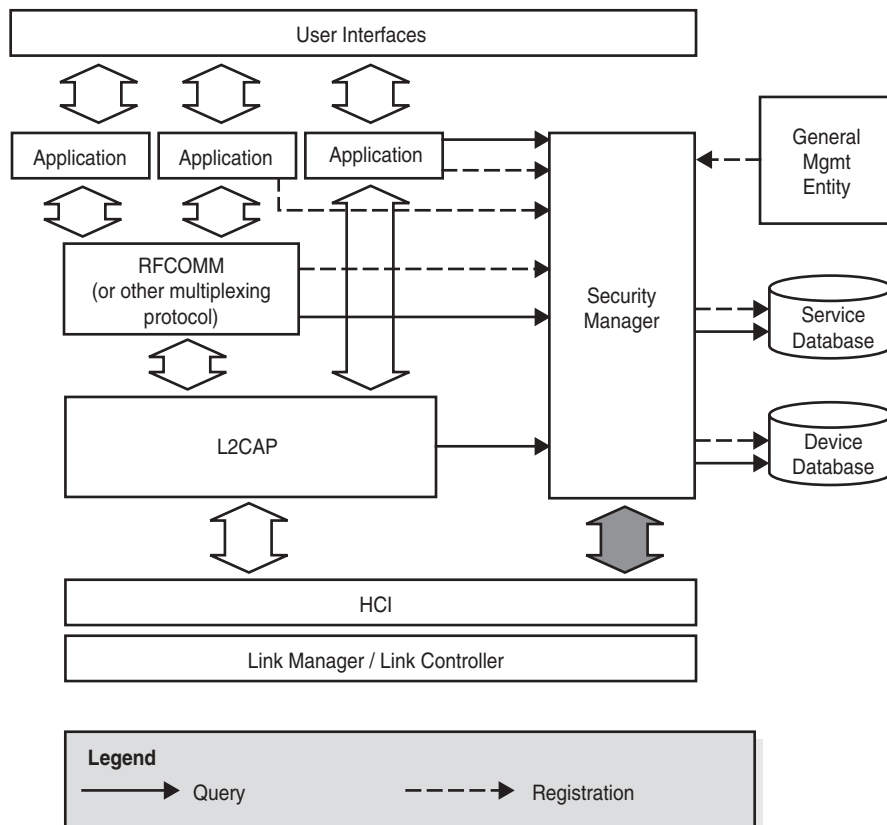 User Interfaces
Application
Application
Application
General
Mgmt
Entity
RFCOMM
(or other multiplexing
protocol)
Security
Manager
Service
Database
L2CAP
Device
Database
HCI
Link Manager / Link Controller
Legend
Query
Registration